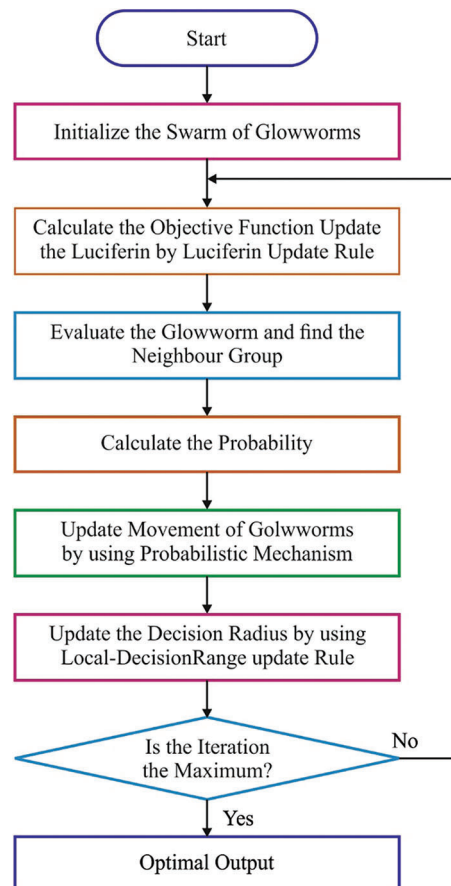 Start
Initialize the Swarm of Glowworms
Calculate the Objective Function Update
the Luciferin by Luciferin Update Rule
Evaluate the Glowworm and find the
Neighbour Group
Calculate the Probability
Update Movement of Golwworms
by using Probabilistic Mechanism
Update the Decision Radius by using
Local-DecisionRange update Rule
Is the Iteration
the Maximum?
No
Yes
Optimal Output